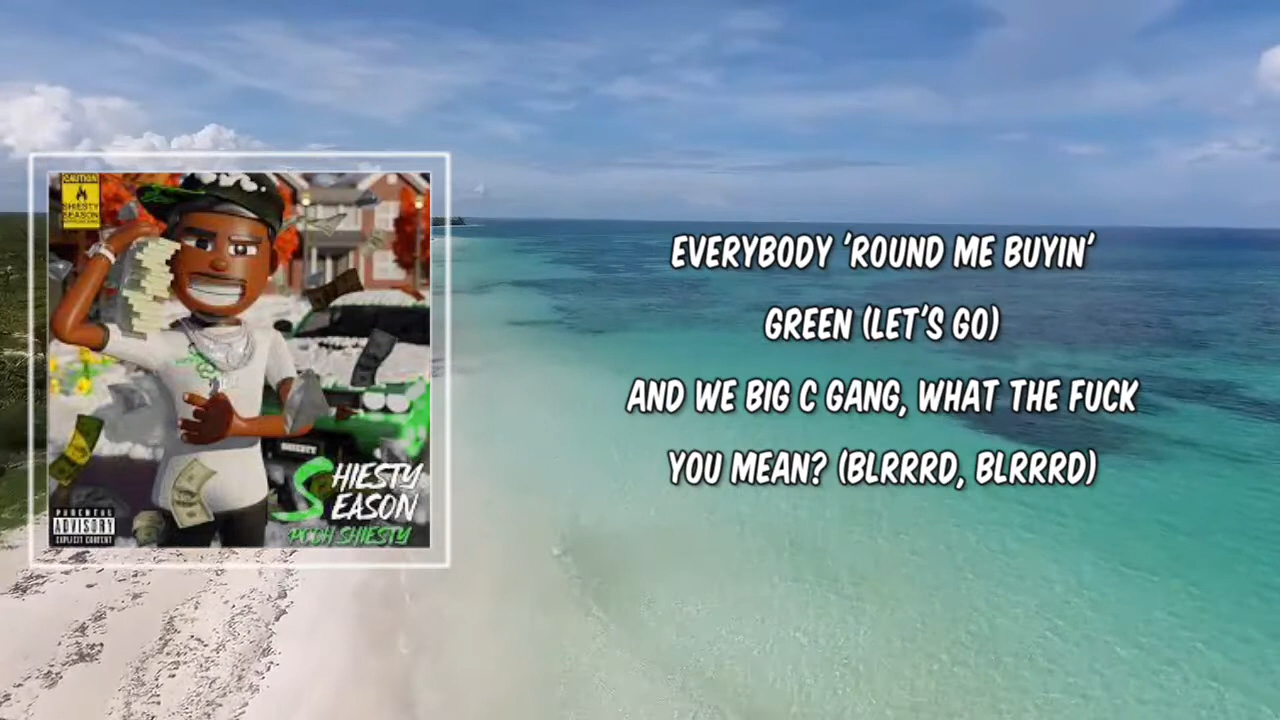 CAUTION
SHIESTY
SEASON
SHIESTY
SHIESTY
SEASON
POOH SHIESTY
PARENTAL
ADVISORY
EXPLICIT CONTENT
EVERYBODY 'ROUND ME BUYIN'
GREEN (LET'S GO)
AND WE BIG C GANG, WHAT THE FUCK
YOU MEAN? (BLRRRD, BLRRRD)